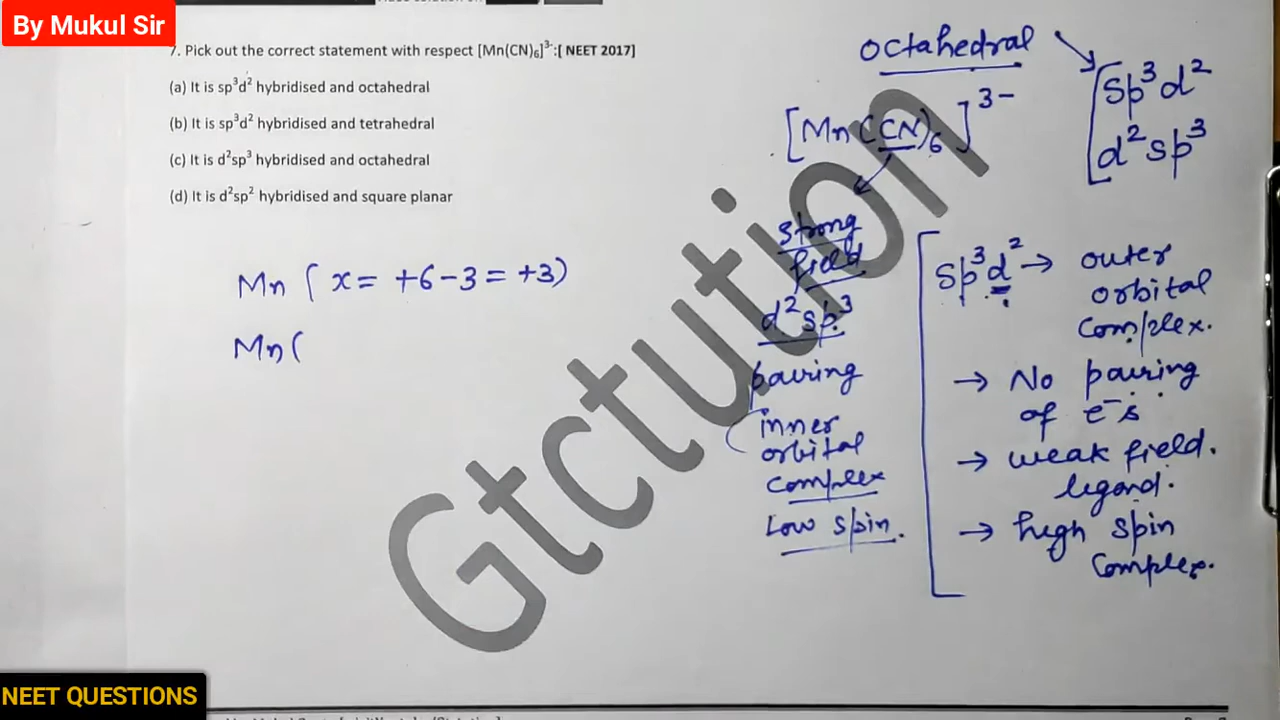 By Mukul Sir
7. Pick out the correct statement with respect [Mn(CN)₆]³⁻:[ NEET 2017]
(a) It is sp³d² hybridised and octahedral
(b) It is sp³d² hybridised and tetrahedral
(c) It is d²sp³ hybridised and octahedral
(d) It is d²sp² hybridised and square planar
Mn ( x = +6-3 = +3)
Mn (
Octahedral
sp³d²
d²sp³
[Mn(CN)₆]³⁻
strong
field
d²sp³
pairing
inner
orbital
complex
Low spin.
sp³d² → outer
orbital
complex.
→ No pairing
of e⁻s
→ weak field.
ligand.
→ high spin
complex.
Gtctution
NEET QUESTIONS